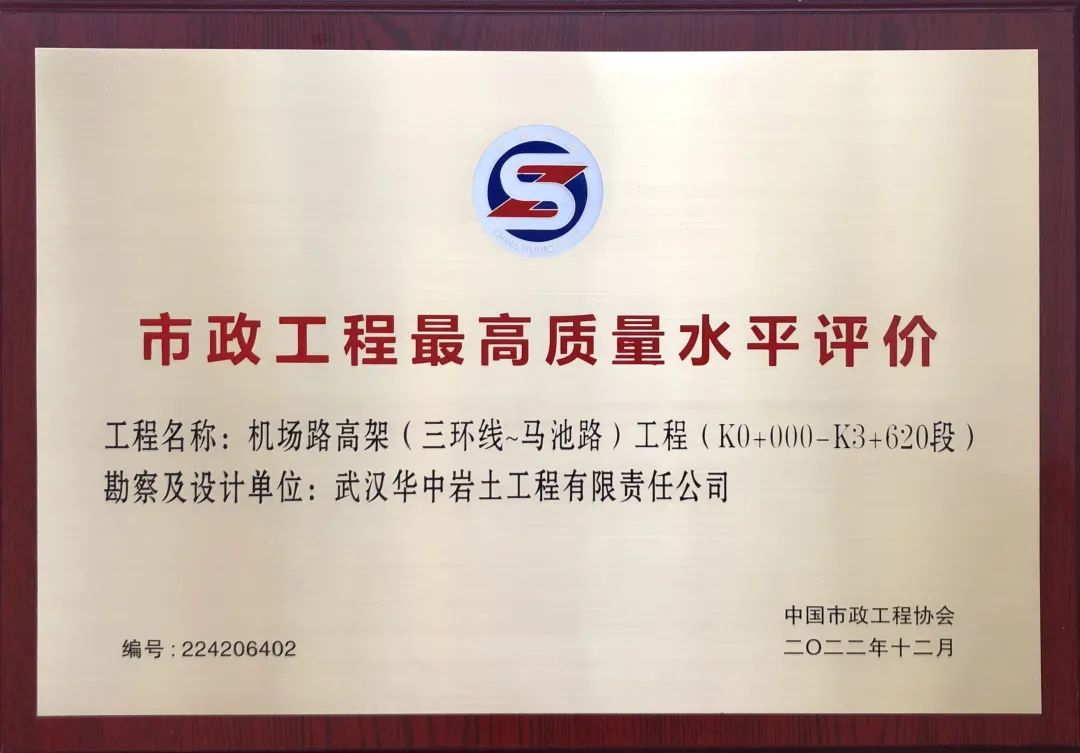 市政工程最高质量水平评价
工程名称：机场路高架（三环线~马池路）工程（K0+000-K3+620段）
勘察及设计单位：武汉华中岩土工程有限责任公司
编号：224206402
中国市政工程协会
二〇二二年十二月